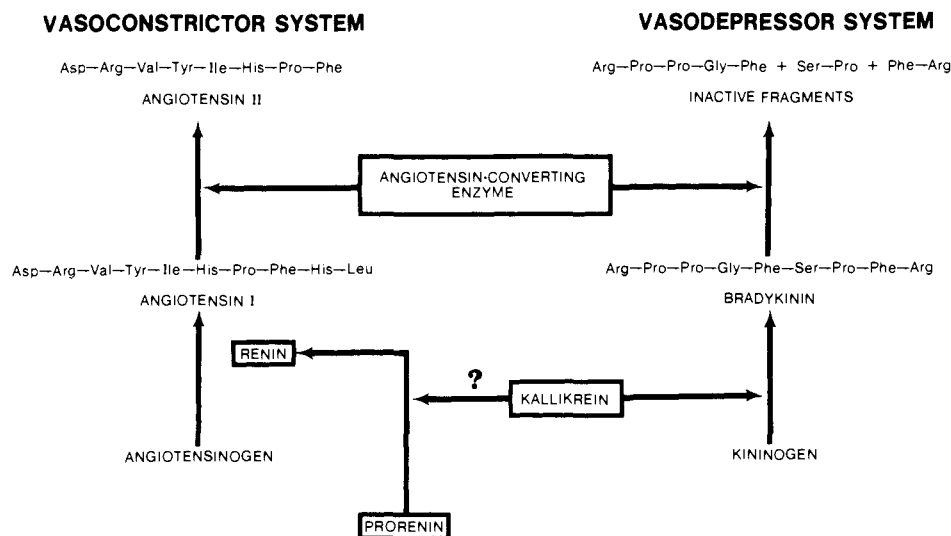 VASOCONSTRICTOR SYSTEM
VASODEPRESSOR SYSTEM
Asp—Arg—Val—Tyr—Ile—His—Pro—Phe
ANGIOTENSIN II
Arg—Pro—Pro—Gly—Phe + Ser—Pro + Phe—Arg
INACTIVE FRAGMENTS
ANGIOTENSIN-CONVERTING
ENZYME
Asp—Arg—Val—Tyr—Ile—His—Pro—Phe—His—Leu
ANGIOTENSIN I
Arg—Pro—Pro—Gly—Phe—Ser—Pro—Phe—Arg
BRADYKININ
RENIN
?
KALLIKREIN
ANGIOTENSINOGEN
KININOGEN
PRORENIN